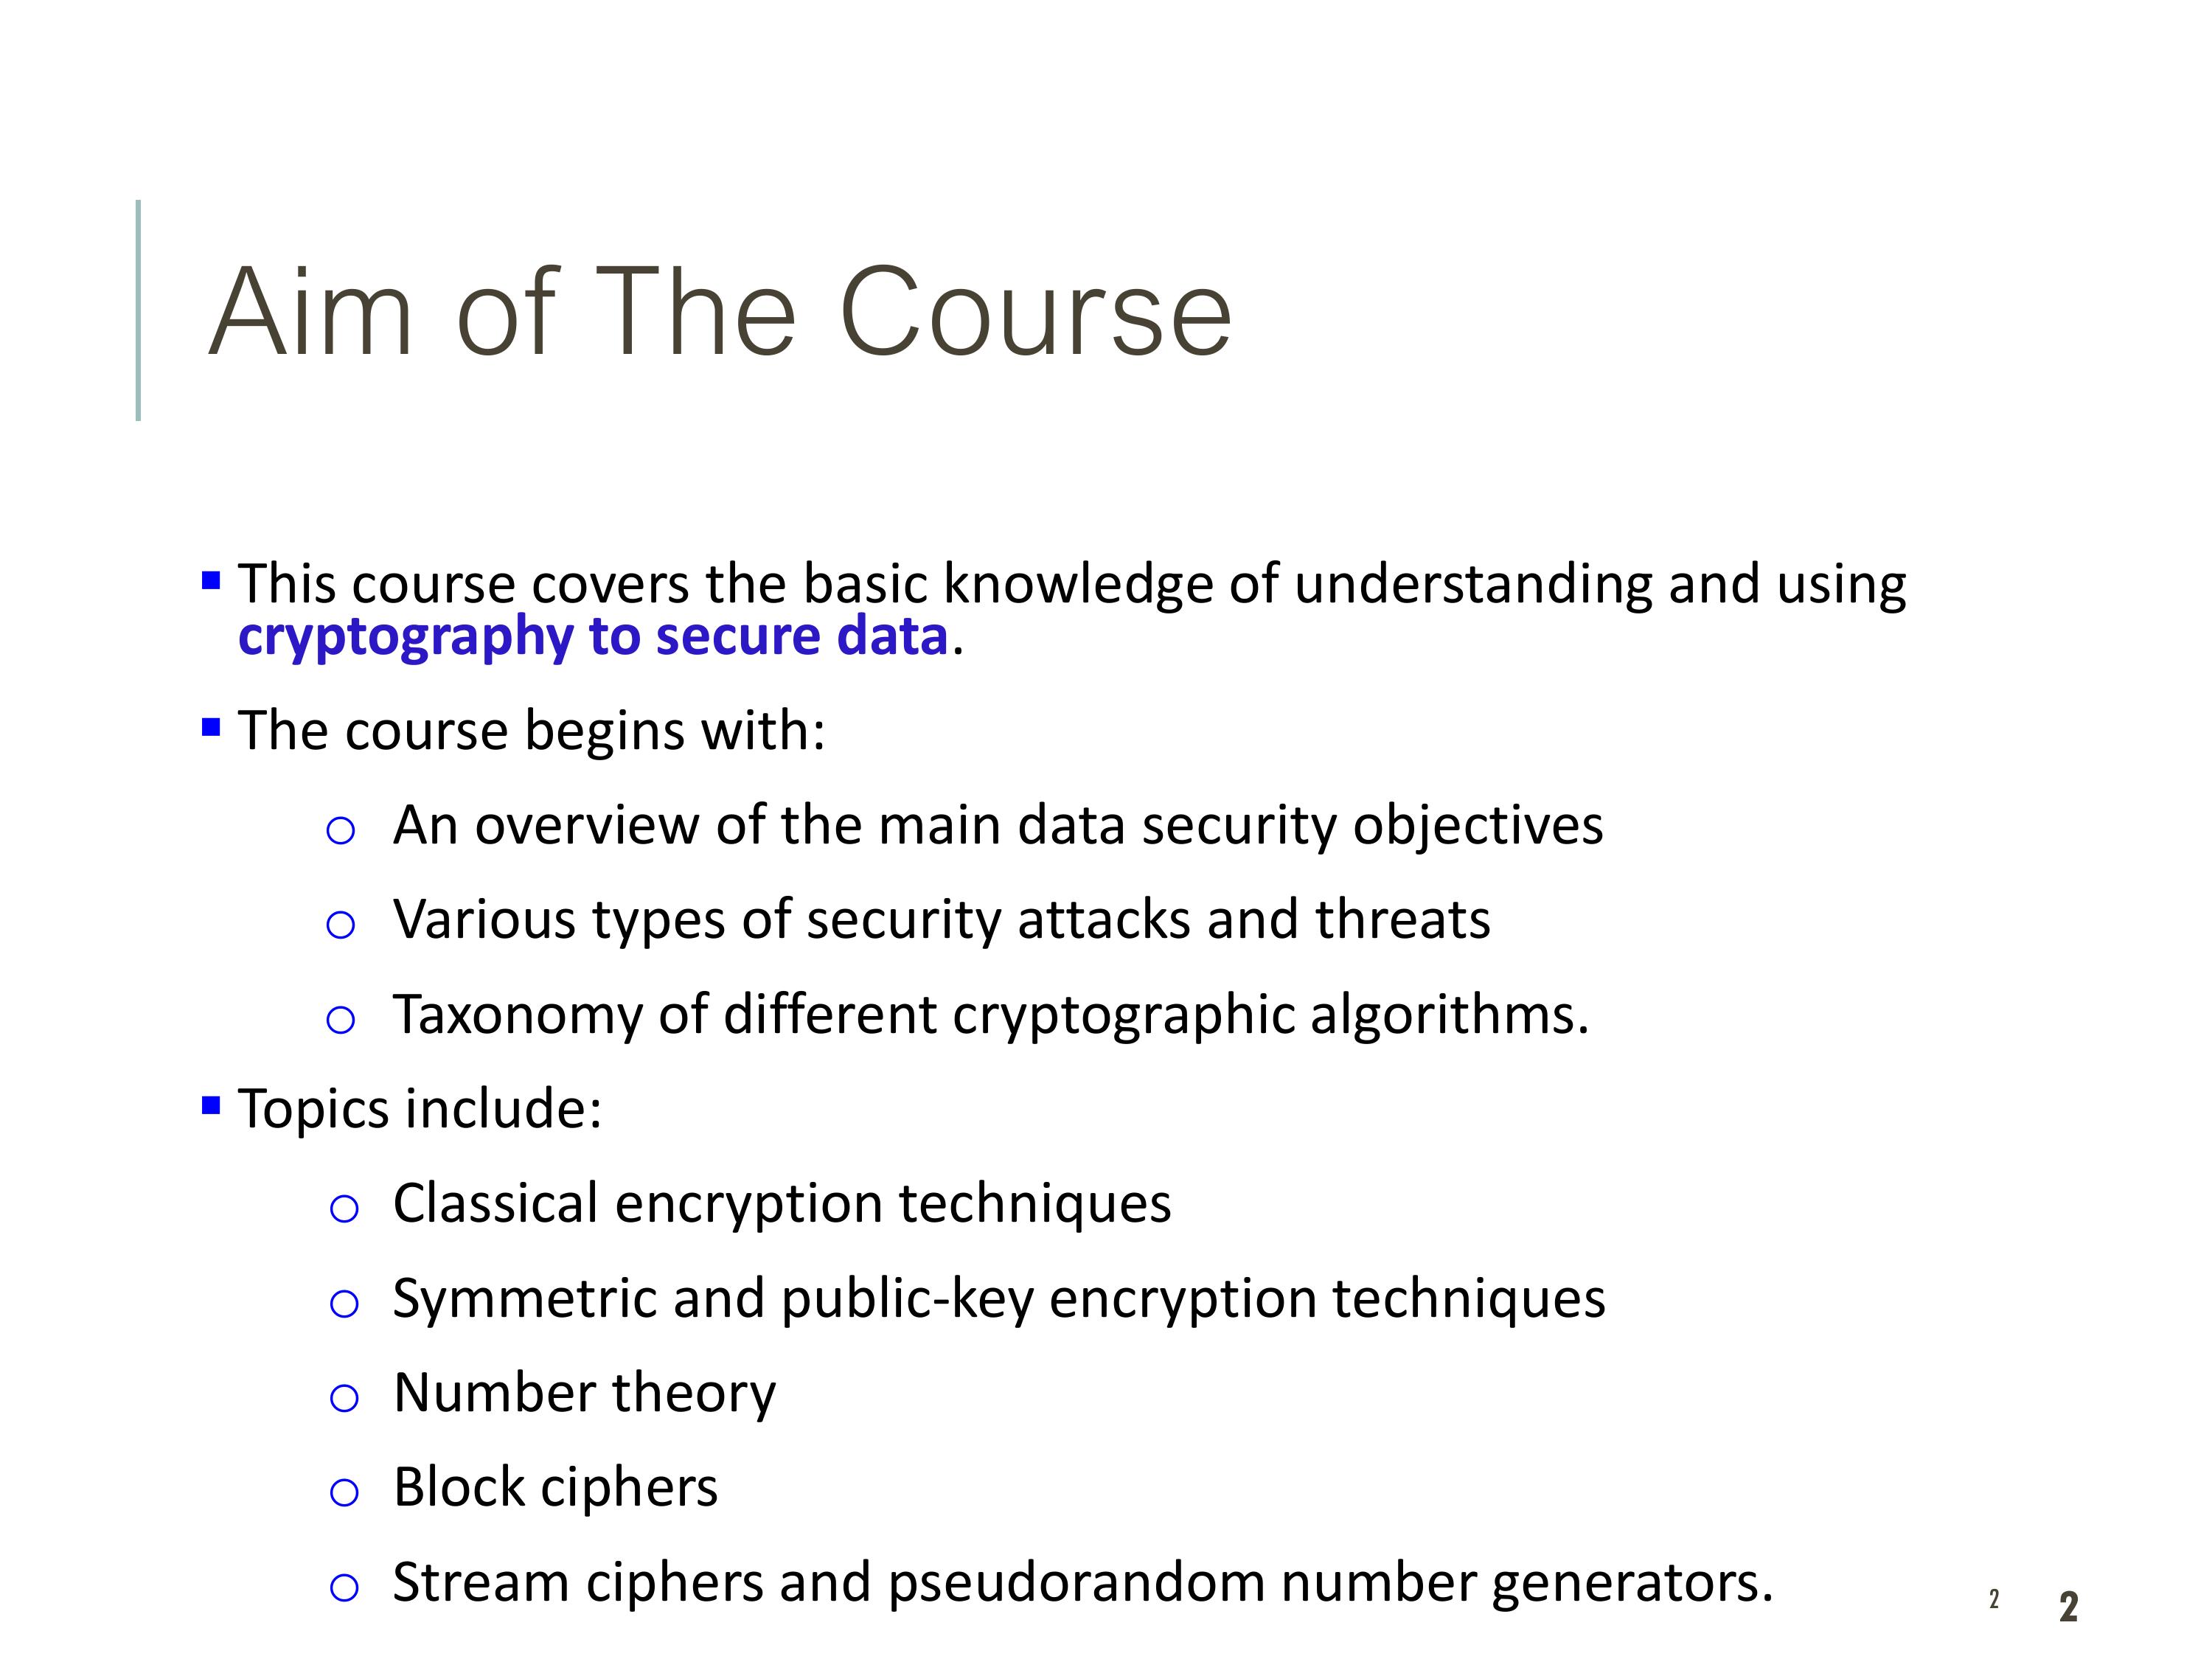 Aim of The Course
▪ This course covers the basic knowledge of understanding and using
cryptography to secure data.
▪ The course begins with:
o An overview of the main data security objectives
o Various types of security attacks and threats
o Taxonomy of different cryptographic algorithms.
▪ Topics include:
o Classical encryption techniques
o Symmetric and public-key encryption techniques
o Number theory
o Block ciphers
o Stream ciphers and pseudorandom number generators.
2 2